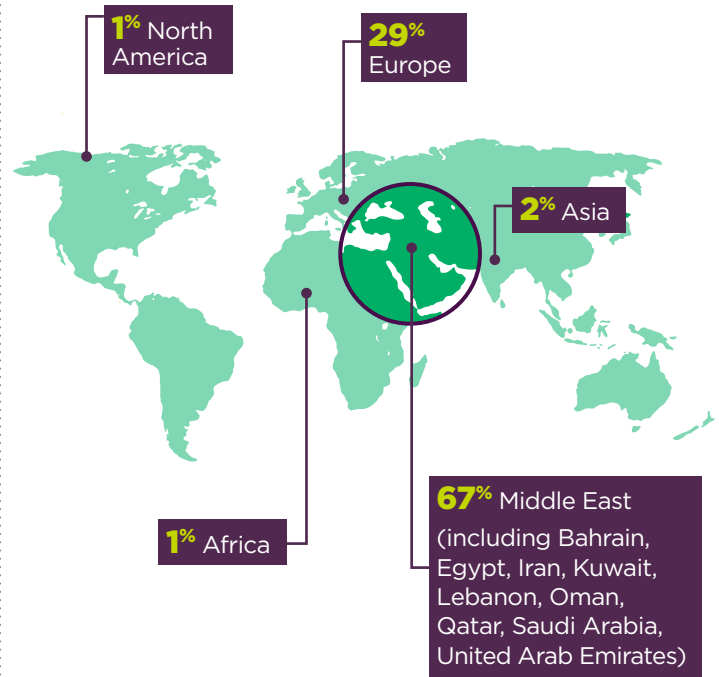 1% North
America
29%
Europe
2% Asia
1% Africa
67% Middle East
(including Bahrain,
Egypt, Iran, Kuwait,
Lebanon, Oman,
Qatar, Saudi Arabia,
United Arab Emirates)